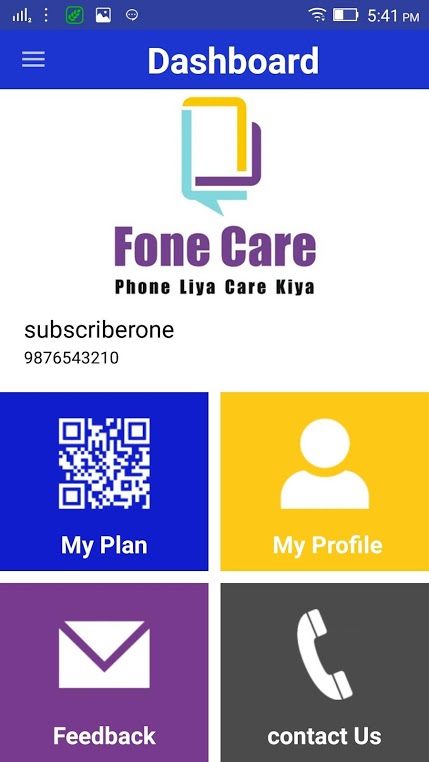 5:41 PM
Dashboard
Fone Care
Phone Liya Care Kiya
subscriberone
9876543210
My Plan
My Profile
Feedback
contact Us